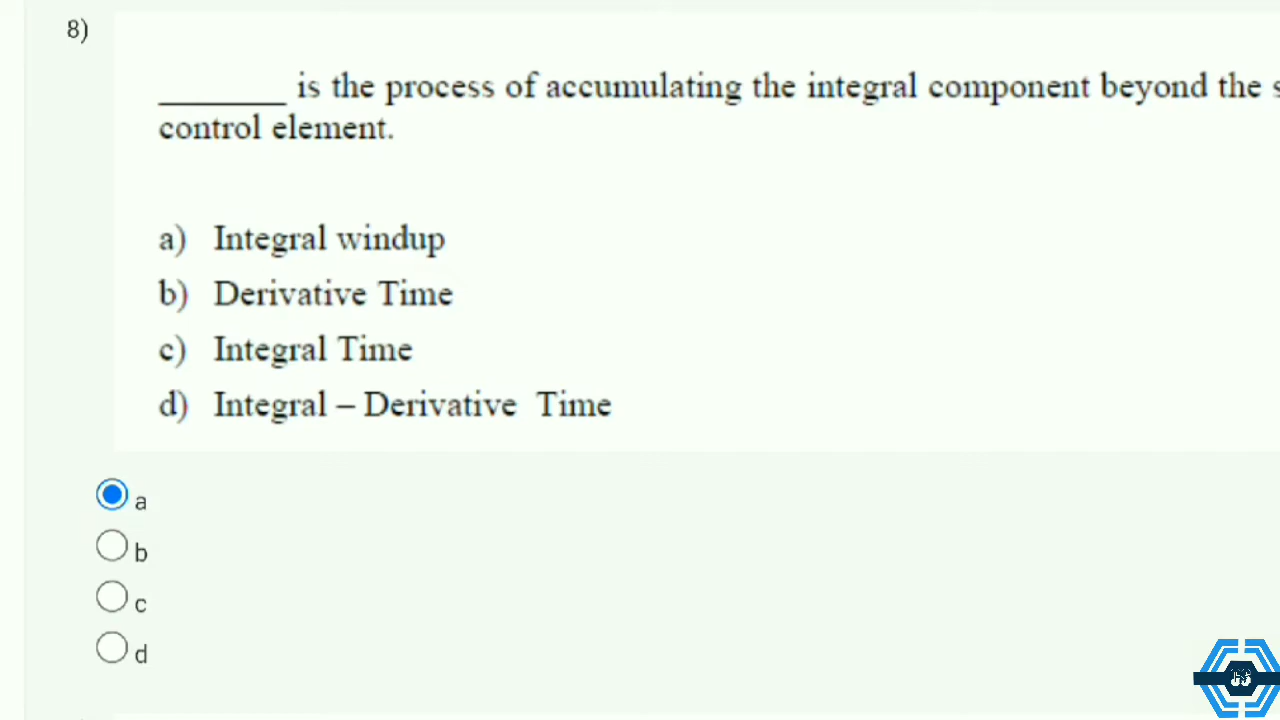 8)
_______ is the process of accumulating the integral component beyond the
control element.
a) Integral windup
b) Derivative Time
c) Integral Time
d) Integral – Derivative Time
a
b
c
d